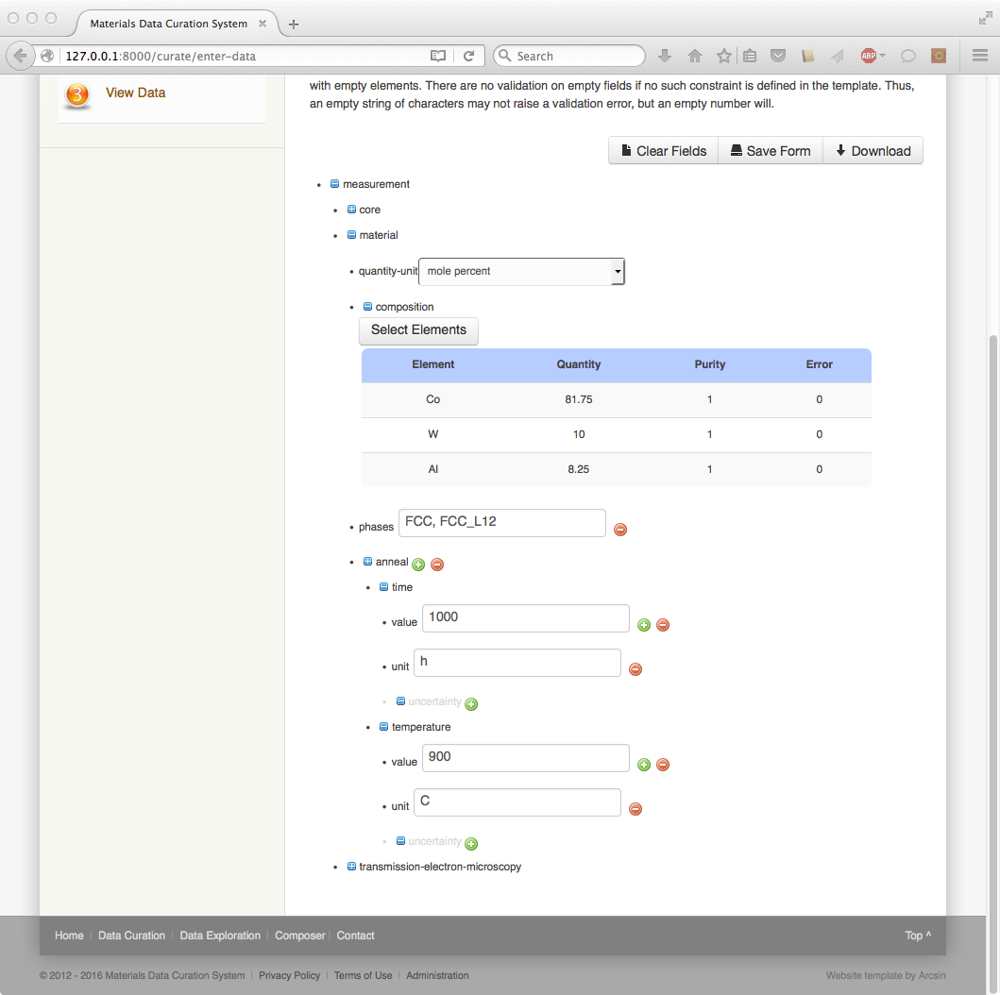 Materials Data Curation System
127.0.0.1:8000/curate/enter-data
Search
ABP
3
View Data
with empty elements. There are no validation on empty fields if no such constraint is defined in the template. Thus,
an empty string of characters may not raise a validation error, but an empty number will.
Clear Fields Save Form Download
measurement
core
material
quantity-unit mole percent
composition
Select Elements
Element Quantity Purity Error
Co 81.75 1 0
W 10 1 0
Al 8.25 1 0
phases FCC, FCC_L12
anneal
time
value 1000
unit h
uncertainty
temperature
value 900
unit C
uncertainty
transmission-electron-microscopy
Home | Data Curation | Data Exploration | Composer | Contact Top ^
© 2012 - 2016 Materials Data Curation System | Privacy Policy | Terms of Use | Administration Website template by Arcsin